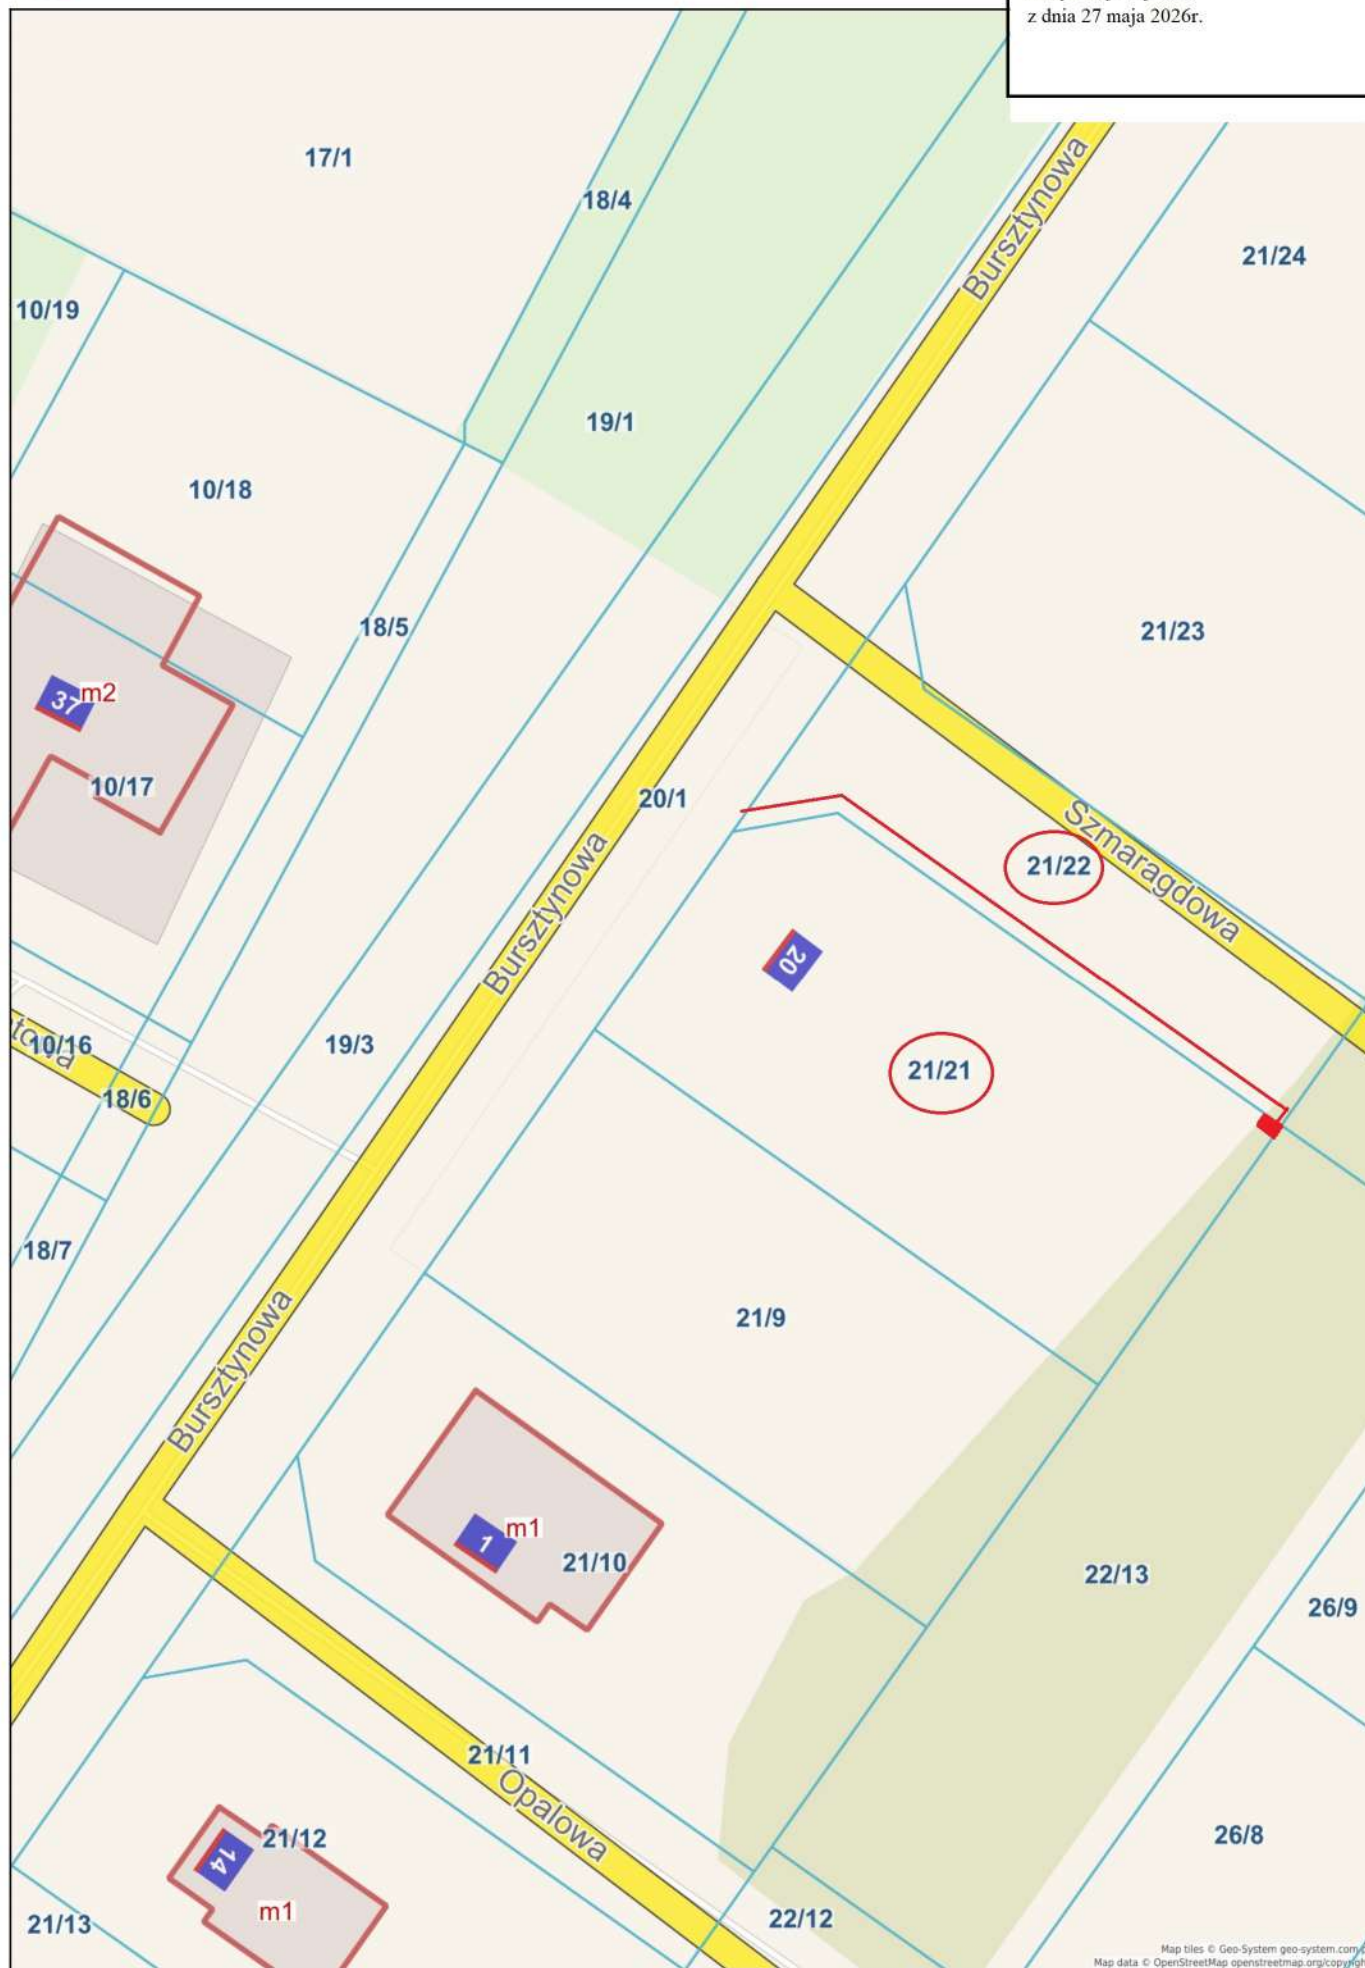 z dnia 27 maja 2026r.
17/1
18/4
Bursztynowa
21/24
10/19
19/1
10/18
18/5
21/23
37
m2
10/17
20/1
Szmaragdowa
21/22
Bursztynowa
20
10/16
19/3
21/21
18/6
18/7
21/9
Bursztynowa
1
m1
21/10
22/13
26/9
21/11
Opalowa
14
21/12
26/8
m1
21/13
22/12
Map tiles © Geo-System geo-system.com
Map data © OpenStreetMap openstreetmap.org/copyright